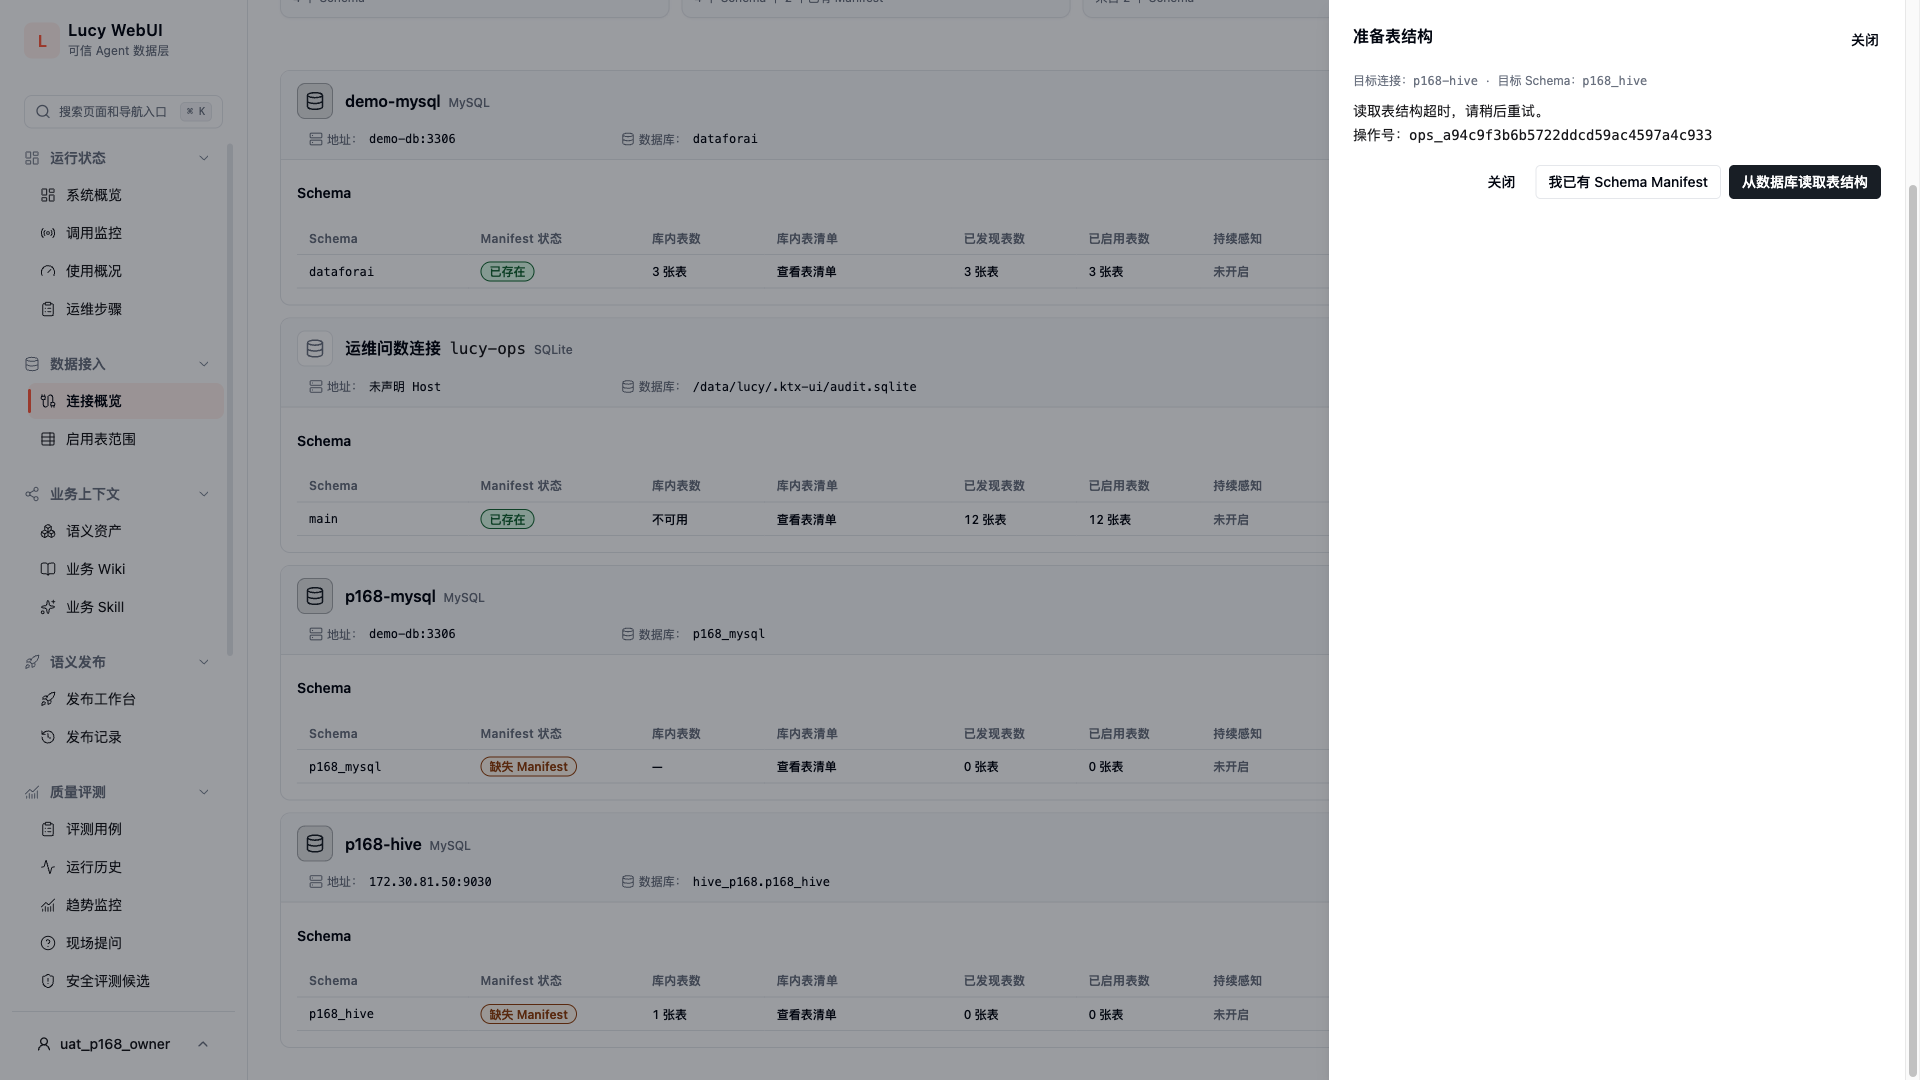 L
Lucy WebUI
可信 Agent 数据层
搜索页面和导航入口 ⌘ K
运行状态
系统概览
调用监控
使用概况
运维步骤
数据接入
连接概览
启用表范围
业务上下文
语义资产
业务 Wiki
业务 Skill
语义发布
发布工作台
发布记录
质量评测
评测用例
运行历史
趋势监控
现场提问
安全评测候选
uat_p168_owner
demo-mysql MySQL
地址： demo-db:3306 数据库： dataforai
Schema
Schema Manifest 状态 库内表数 库内表清单 已发现表数 已启用表数 持续感知
dataforai 已存在 3 张表 查看表清单 3 张表 3 张表 未开启
运维问数连接 lucy-ops SQLite
地址： 未声明 Host 数据库： /data/lucy/.ktx-ui/audit.sqlite
Schema
Schema Manifest 状态 库内表数 库内表清单 已发现表数 已启用表数 持续感知
main 已存在 不可用 查看表清单 12 张表 12 张表 未开启
p168-mysql MySQL
地址： demo-db:3306 数据库： p168_mysql
Schema
Schema Manifest 状态 库内表数 库内表清单 已发现表数 已启用表数 持续感知
p168_mysql 缺失 Manifest — 查看表清单 0 张表 0 张表 未开启
p168-hive MySQL
地址： 172.30.81.50:9030 数据库： hive_p168.p168_hive
Schema
Schema Manifest 状态 库内表数 库内表清单 已发现表数 已启用表数 持续感知
p168_hive 缺失 Manifest 1 张表 查看表清单 0 张表 0 张表 未开启
准备表结构
关闭
目标连接：p168-hive · 目标 Schema：p168_hive
读取表结构超时，请稍后重试。
操作号：ops_a94c9f3b6b5722ddcd59ac4597a4c933
关闭 我已有 Schema Manifest 从数据库读取表结构